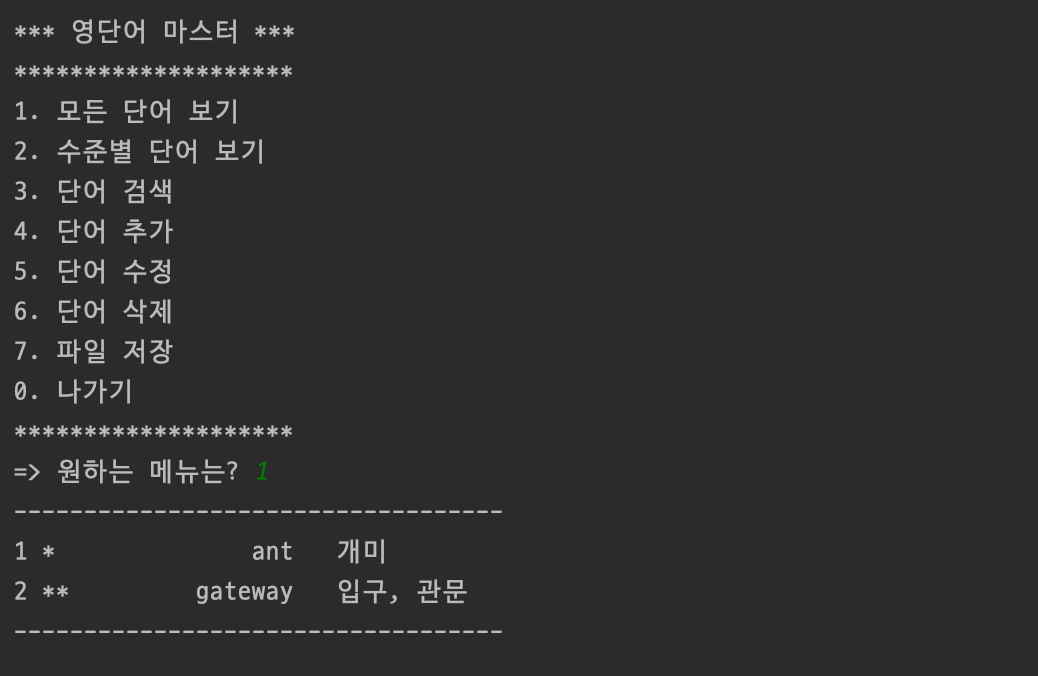 *** 영단어 마스터 ***
********************
1. 모든 단어 보기
2. 수준별 단어 보기
3. 단어 검색
4. 단어 추가
5. 단어 수정
6. 단어 삭제
7. 파일 저장
0. 나가기
********************
=> 원하는 메뉴는? 1
-----------------------------------
1 *              ant   개미
2 **         gateway   입구, 관문
-----------------------------------